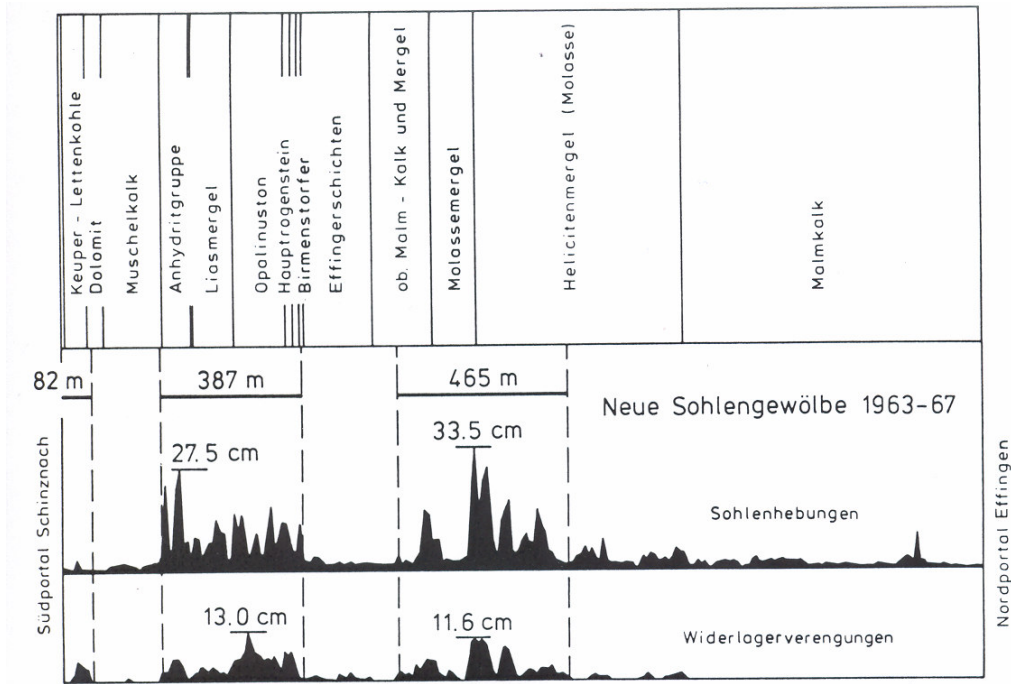 Keuper - Lettenkohle
Dolomit
Muschelkalk
Anhydritgruppe
Liasmergel
Opalinuston
Hauptrogenstein
Birmenstorfer
Effingerschichten
ob. Malm - Kalk und Mergel
Molassemergel
Helicitenmergel (Molasse)
Malmkalk
82 m
387 m
465 m
Neue Sohlengewölbe 1963-67
27.5 cm
33.5 cm
Sohlenhebungen
Südportal Schinznach
Nordportal Effingen
13.0 cm
11.6 cm
Widerlagerverengungen